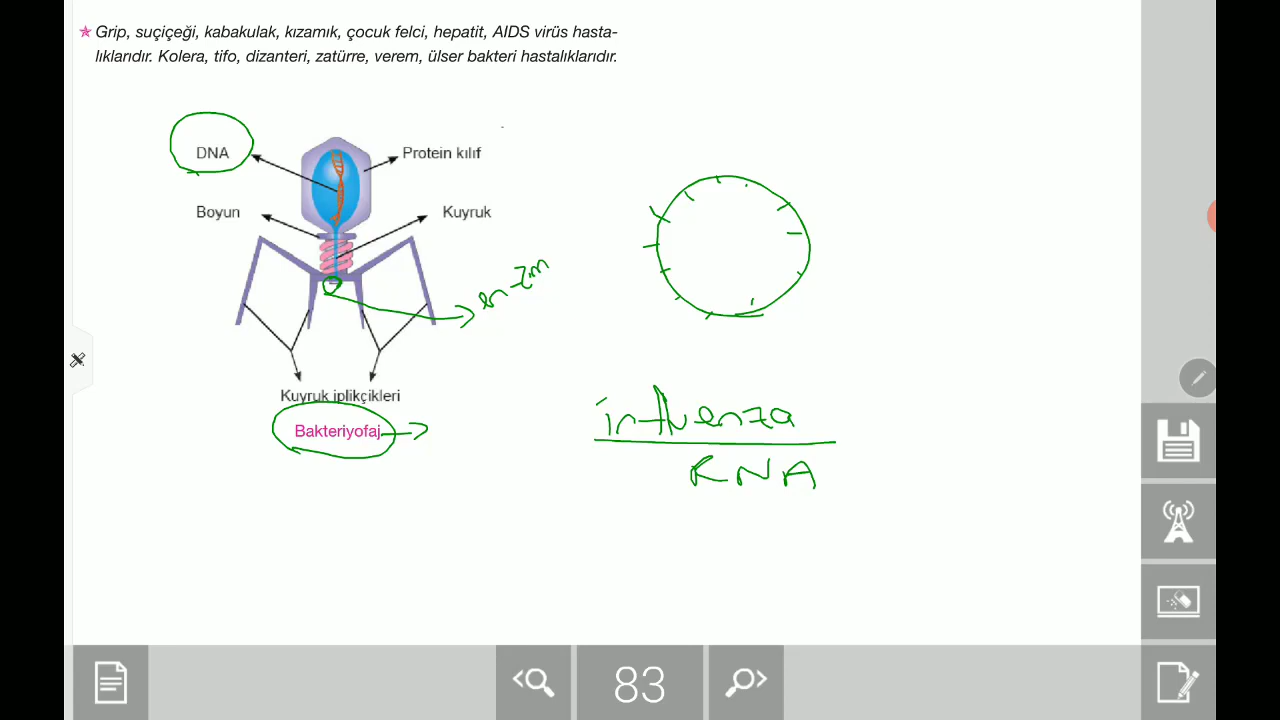 Grip, suçiçeği, kabakulak, kızamık, çocuk felci, hepatit, AIDS virüs hasta-
lıklarıdır. Kolera, tifo, dizanteri, zatürre, verem, ülser bakteri hastalıklarıdır.
DNA
Protein kılıf
Boyun
Kuyruk
enzim
Kuyruk iplikçikleri
Bakteriyofaj
influenza
RNA
83